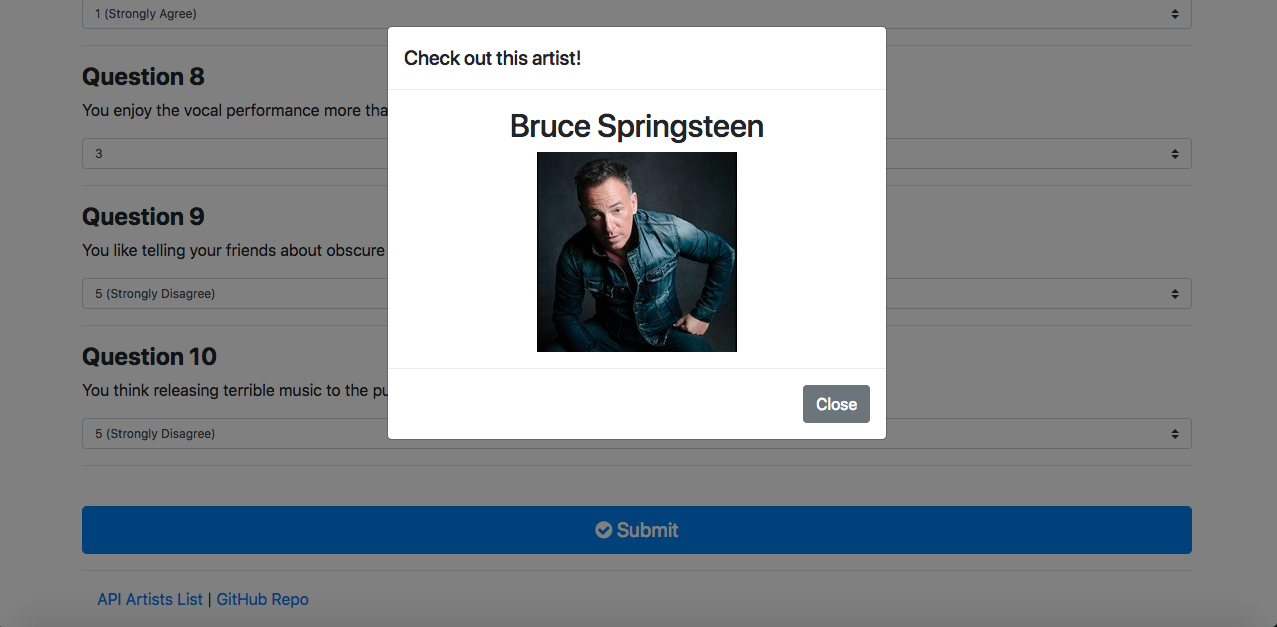 1 (Strongly Agree)
Check out this artist!
Question 8
You enjoy the vocal performance more
Bruce Springsteen
3
Question 9
You like telling your friends about obscure
5 (Strongly Disagree)
Question 10
You think releasing terrible music to the
5 (Strongly Disagree)
Close
Submit
API Artists List | GitHub Repo